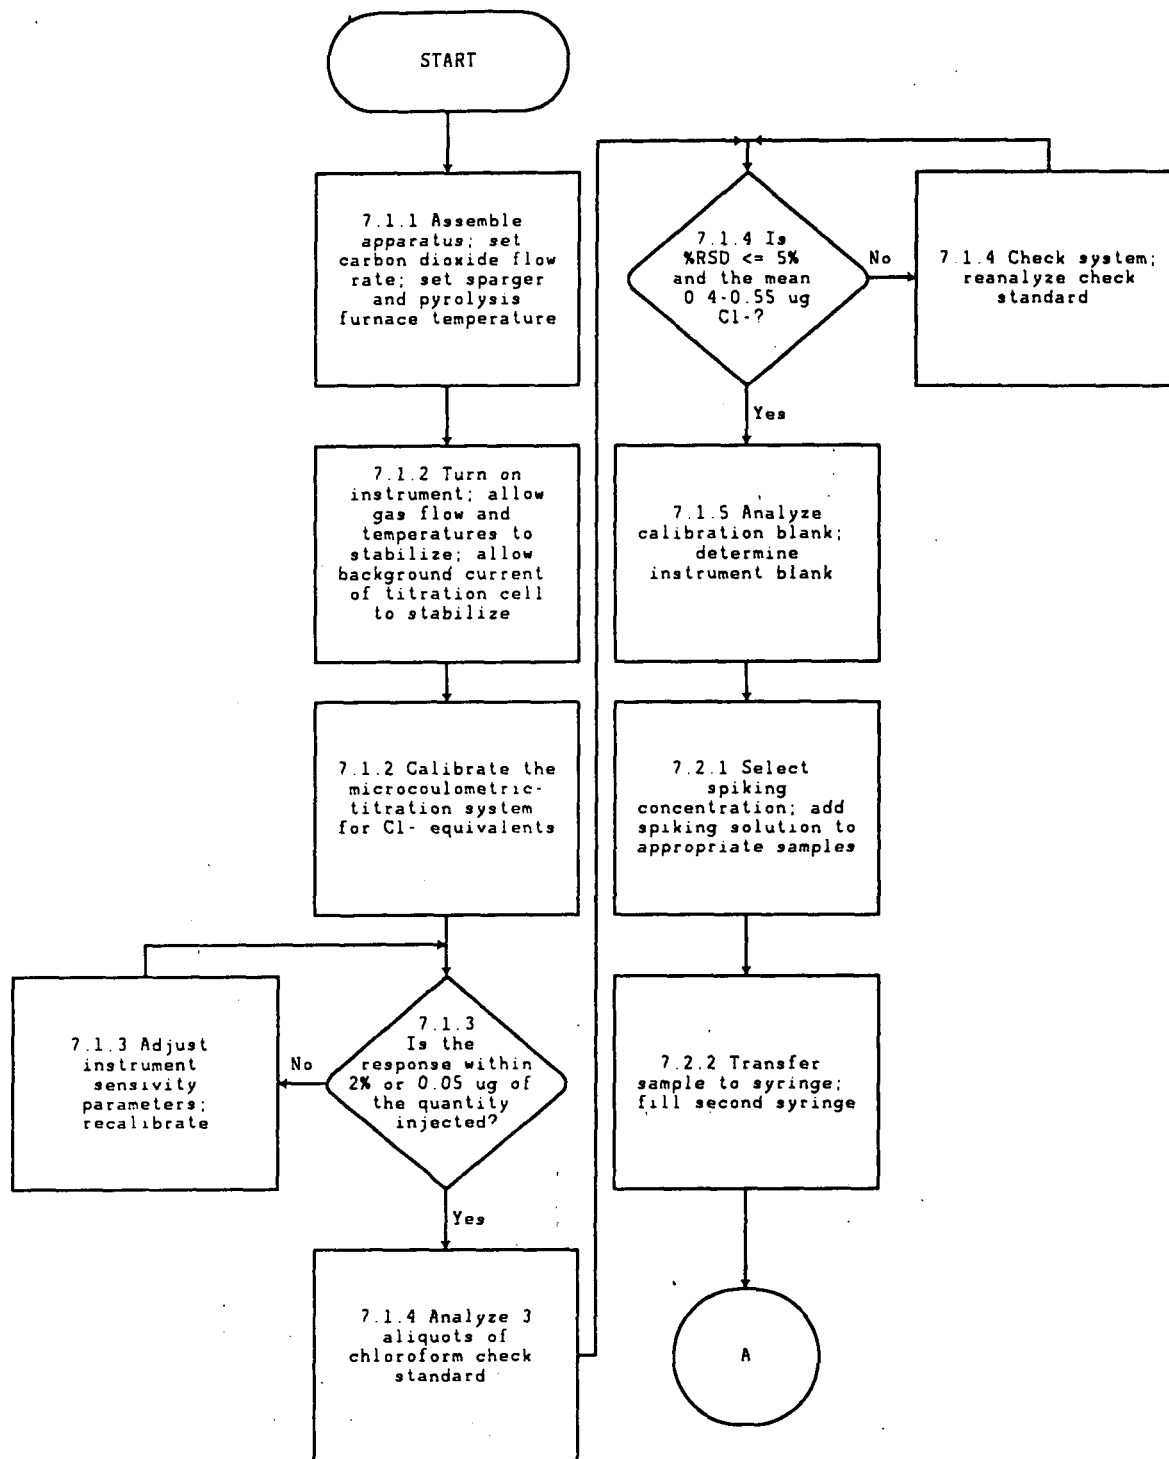 START
7.1.1 Assemble
apparatus; set
carbon dioxide flow
rate; set sparger
and pyrolysis
furnace temperature
7.1.2 Turn on
instrument; allow
gas flow and
temperatures to
stabilize; allow
background current
of titration cell
to stabilize
7.1.2 Calibrate the
microcoulometric-
titration system
for Cl- equivalents
7.1.3
Is the
response within
2% or 0.05 ug of
the quantity
injected?
No
7.1.3 Adjust
instrument
sensivity
parameters;
recalibrate
Yes
7.1.4 Analyze 3
aliquots of
chloroform check
standard
7.1.4 Is
%RSD <= 5%
and the mean
0 4-0.55 ug
Cl-?
No
7.1.4 Check system;
reanalyze check
standard
Yes
7.1.5 Analyze
calibration blank;
determine
instrument blank
7.2.1 Select
spiking
concentration; add
spiking solution to
appropriate samples
7.2.2 Transfer
sample to syringe;
fill second syringe
A